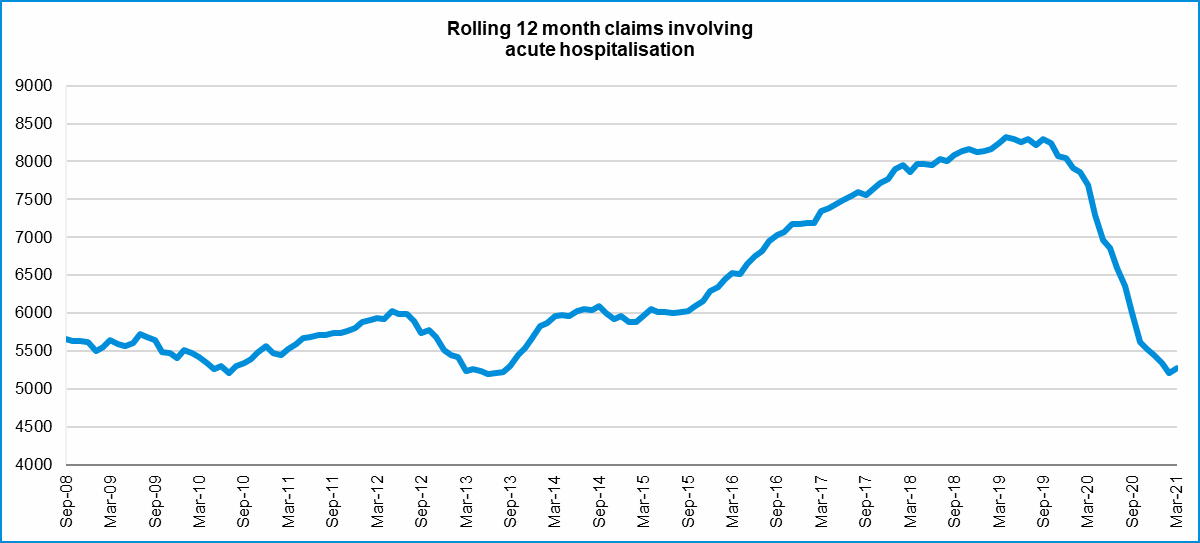 Rolling 12 month claims involving
acute hospitalisation
9000
8500
8000
7500
7000
6500
6000
5500
5000
4500
4000
Sep-08
Mar-09
Sep-09
Mar-10
Sep-10
Mar-11
Sep-11
Mar-12
Sep-12
Mar-13
Sep-13
Mar-14
Sep-14
Mar-15
Sep-15
Mar-16
Sep-16
Mar-17
Sep-17
Mar-18
Sep-18
Mar-19
Sep-19
Mar-20
Sep-20
Mar-21